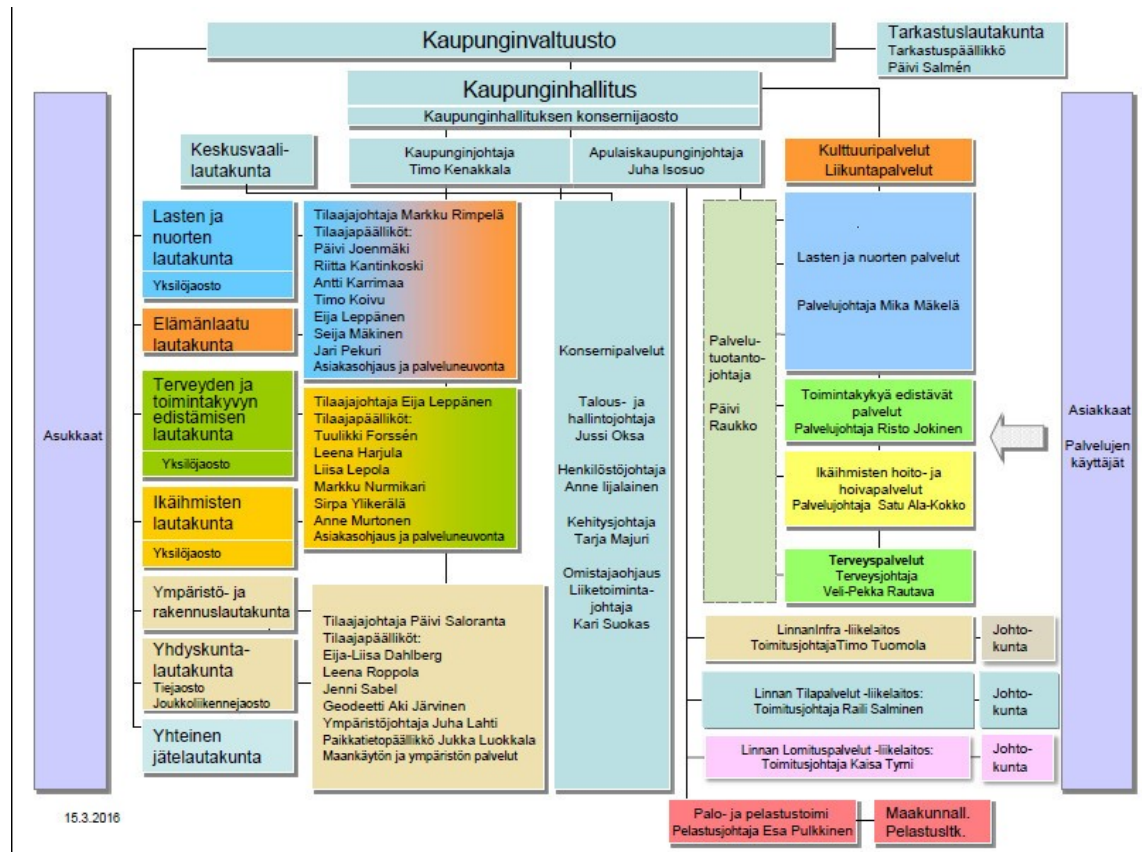 Kaupunginvaltuusto
Tarkastuslautakunta
Tarkastuspäällikkö
Päivi Salmén
Kaupunginhallitus
Kaupunginhallituksen konsernijaosto
Keskusvaali-
lautakunta
Kaupunginjohtaja
Timo Kenakkala
Apulaiskaupunginjohtaja
Juha Isosuo
Kulttuuripalvelut
Liikuntapalvelut
Asukkaat
Lasten ja
nuorten
lautakunta
Yksilöjaosto
Elämänlaatu
lautakunta
Terveyden ja
toimintakyvyn
edistämisen
lautakunta
Yksilöjaosto
Ikäihmisten
lautakunta
Yksilöjaosto
Ympäristö- ja
rakennuslautakunta
Yhdyskunta-
lautakunta
Tiejaosto
Joukkoliikennejaosto
Yhteinen
jätelautakunta
Tilaajajohtaja Markku Rimpelä
Tilaajapäälliköt:
Päivi Joenmäki
Riitta Kantinkoski
Antti Karrimaa
Timo Koivu
Eija Leppänen
Seija Mäkinen
Jari Pekuri
Asiakasohjaus ja palveluneuvonta
Tilaajajohtaja Eija Leppänen
Tilaajapäälliköt:
Tuulikki Forssén
Leena Harjula
Liisa Lepola
Markku Nurmikari
Sirpa Ylikerälä
Anne Murtonen
Asiakasohjaus ja palveluneuvonta
Tilaajajohtaja Päivi Saloranta
Tilaajapäälliköt:
Eija-Liisa Dahlberg
Leena Roppola
Jenni Sabel
Geodeetti Aki Järvinen
Ympäristöjohtaja Juha Lahti
Paikkatietopäällikkö Jukka Luokkala
Maankäytön ja ympäristön palvelut
Konsernipalvelut
Talous- ja
hallintojohtaja
Jussi Oksa
Henkilöstöjohtaja
Anne Iijalainen
Kehitysjohtaja
Tarja Majuri
Omistajaohjaus
Liiketoiminta-
johtaja
Kari Suokas
Palvelu-
tuotanto-
johtaja
Päivi
Raukko
Lasten ja nuorten palvelut
Palvelujohtaja Mika Mäkelä
Toimintakykyä edistävät
palvelut
Palvelujohtaja Risto Jokinen
Ikäihmisten hoito- ja
hoivapalvelut
Palvelujohtaja Satu Ala-Kokko
Terveyspalvelut
Terveysjohtaja
Veli-Pekka Rautava
LinnanInfra -liikelaitos
ToimitusjohtajaTimo Tuomola
Johto-
kunta
Linnan Tilapalvelut -liikelaitos:
Toimitusjohtaja Raili Salminen
Johto-
kunta
Linnan Lomituspalvelut -liikelaitos:
Toimitusjohtaja Kaisa Tyrni
Johto-
kunta
Palo- ja pelastustoimi
Pelastusjohtaja Esa Pulkkinen
Maakunnall.
Pelastusltk.
Asiakkaat
Palvelujen
käyttäjät
15.3.2016